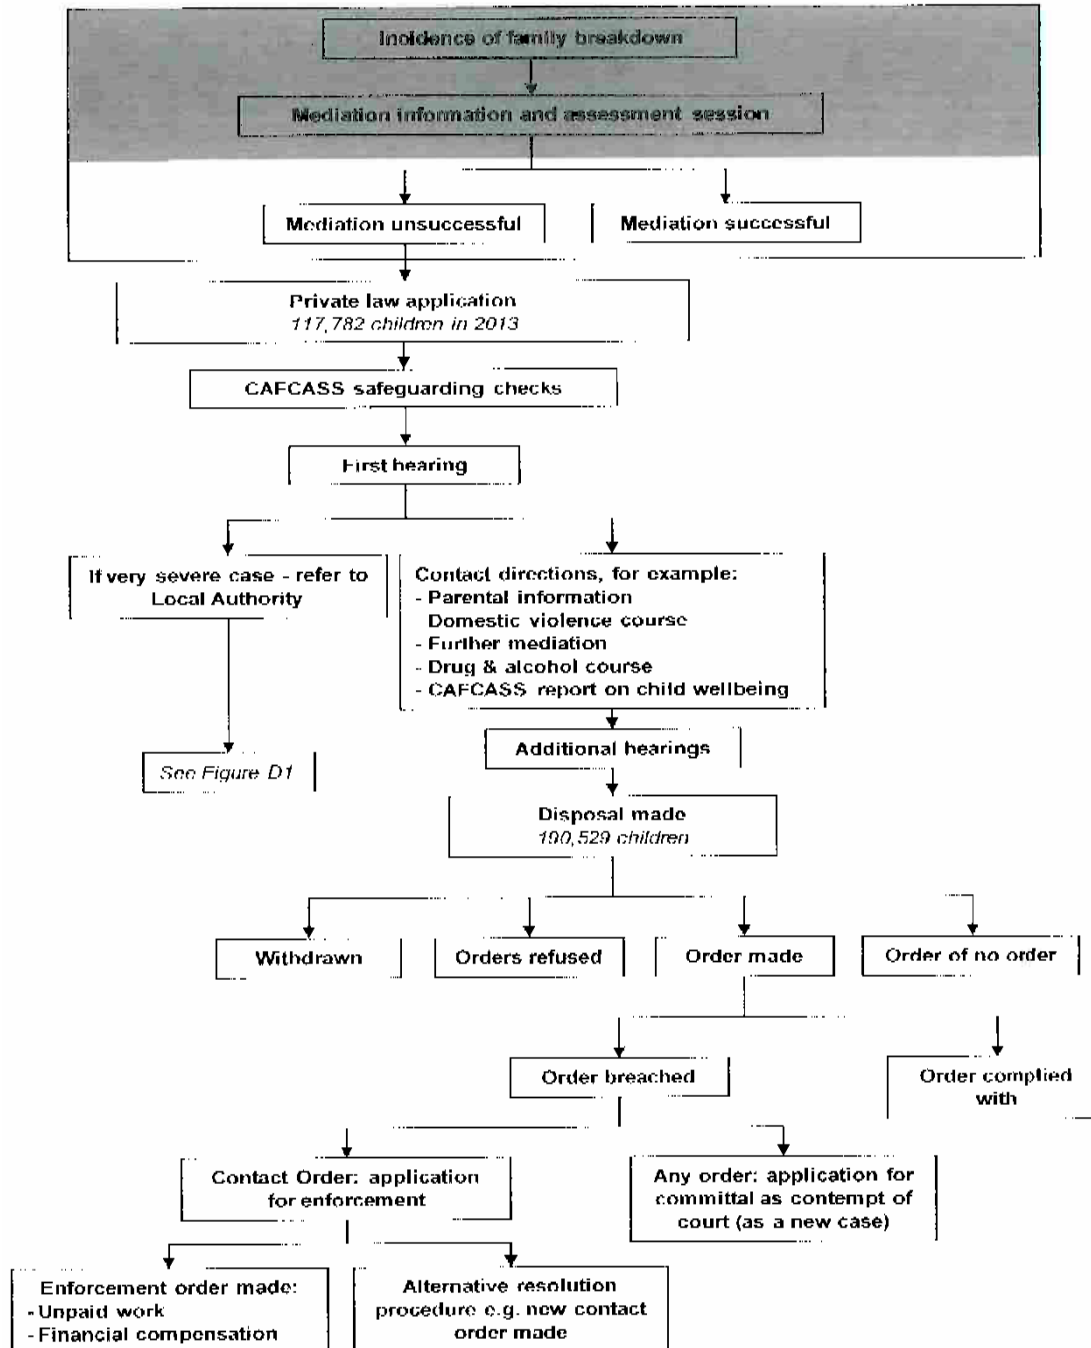 Incidence of family breakdown
Mediation information and assessment session
Mediation unsuccessful
Mediation successful
Private law application
117,782 children in 2013
CAFCASS safeguarding checks
First hearing
If very severe case - refer to
Local Authority
Contact directions, for example:
- Parental information
Domestic violence course
- Further mediation
- Drug & alcohol course
- CAFCASS report on child wellbeing
See Figure D1
Additional hearings
Disposal made
190,529 children
Withdrawn
Orders refused
Order made
Order of no order
Order breached
Order complied
with
Contact Order: application
for enforcement
Any order: application for
committal as contempt of
court (as a new case)
Enforcement order made:
- Unpaid work
- Financial compensation
Alternative resolution
procedure e.g. new contact
order made